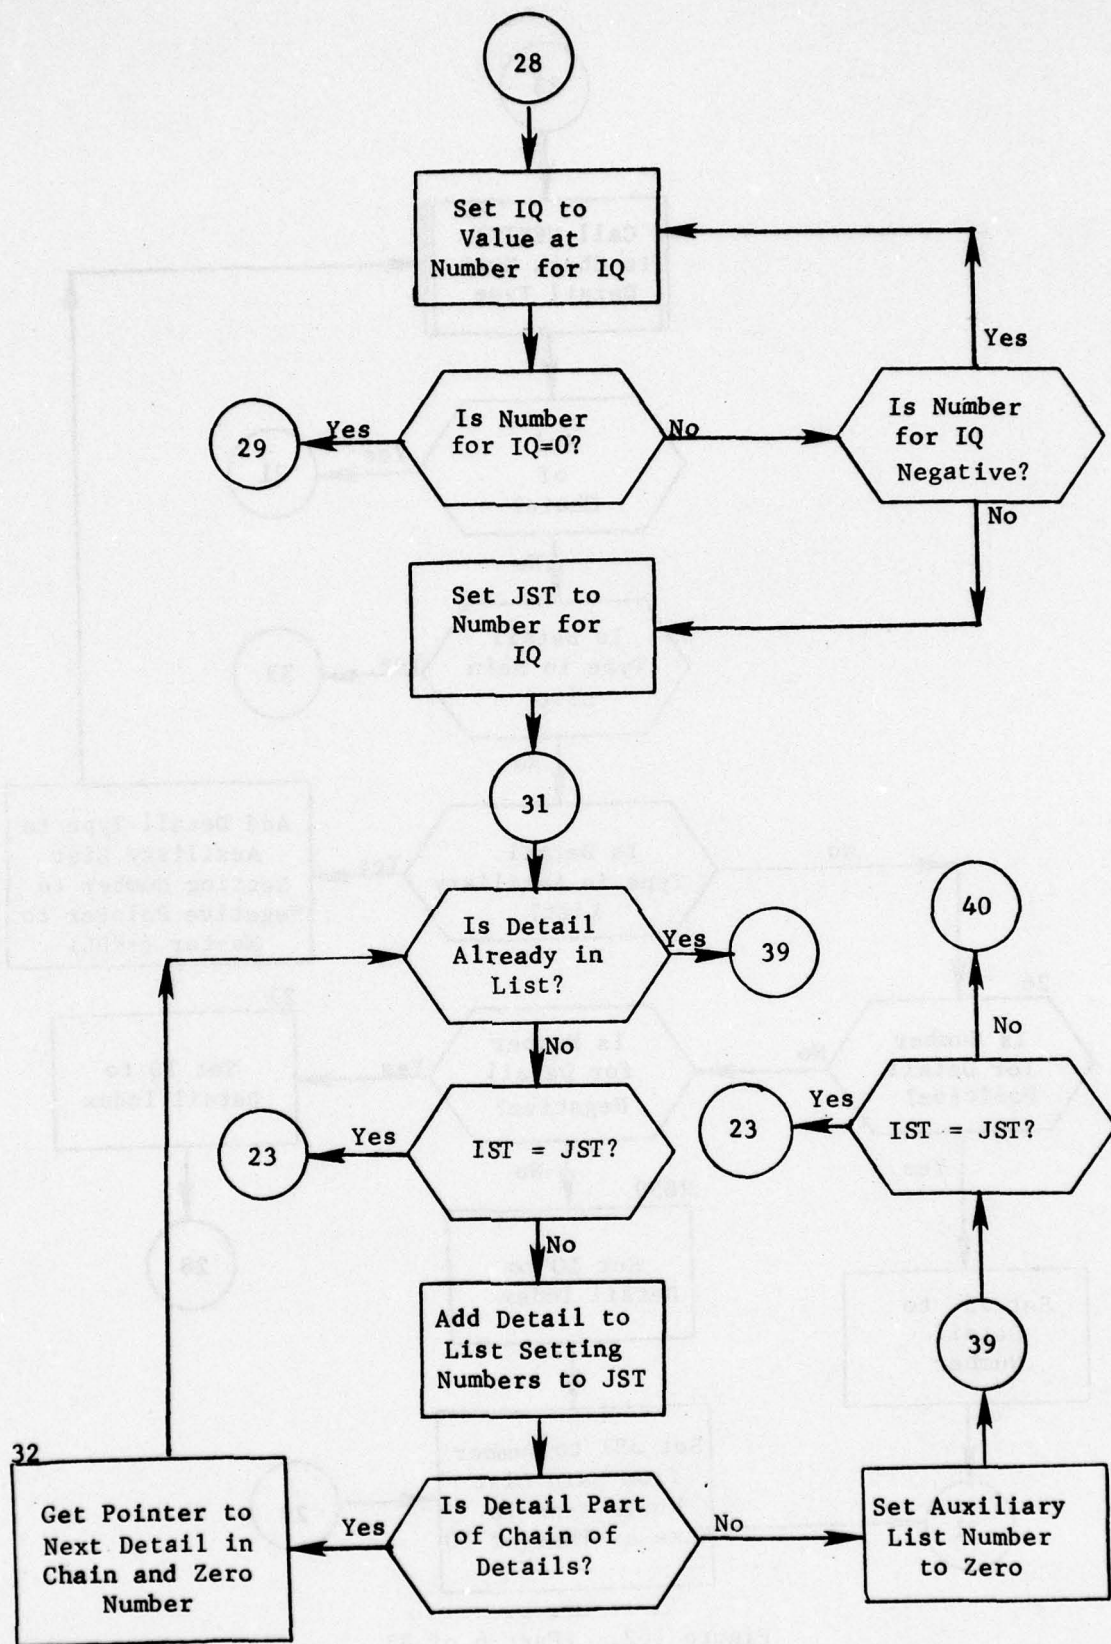 28
Set IQ to
Value at
Number for IQ
Yes
Is Number
for IQ=0?
Yes
29
No
Is Number
for IQ
Negative?
No
Set JST to
Number for
IQ
31
Is Detail
Already in
List?
Yes
39
40
No
No
IST = JST?
Yes
23
IST = JST?
Yes
23
No
Add Detail to
List Setting
Numbers to JST
39
32
Get Pointer to
Next Detail in
Chain and Zero
Number
Yes
Is Detail Part
of Chain of
Details?
No
Set Auxiliary
List Number
to Zero